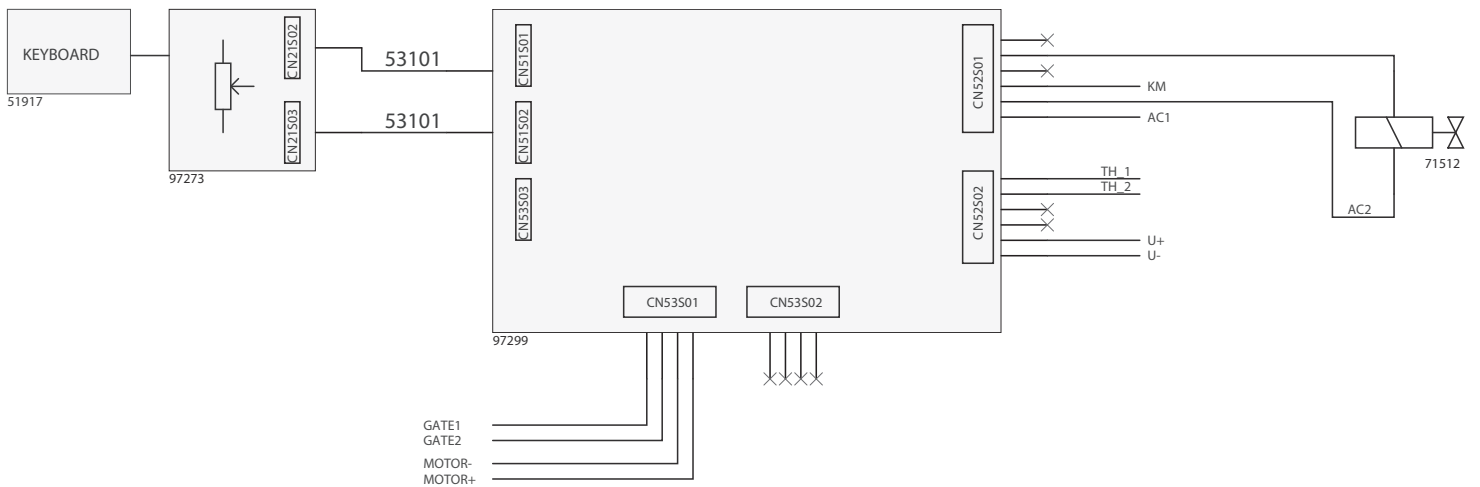 KEYBOARD
51917
CN21S02
CN21S03
97273
53101
53101
CN51S01
CN51S02
CN53S03
CN52S01
CN52S02
CN53S01
CN53S02
97299
KM
AC1
TH_1
TH_2
U+
U-
AC2
71512
GATE1
GATE2
MOTOR-
MOTOR+